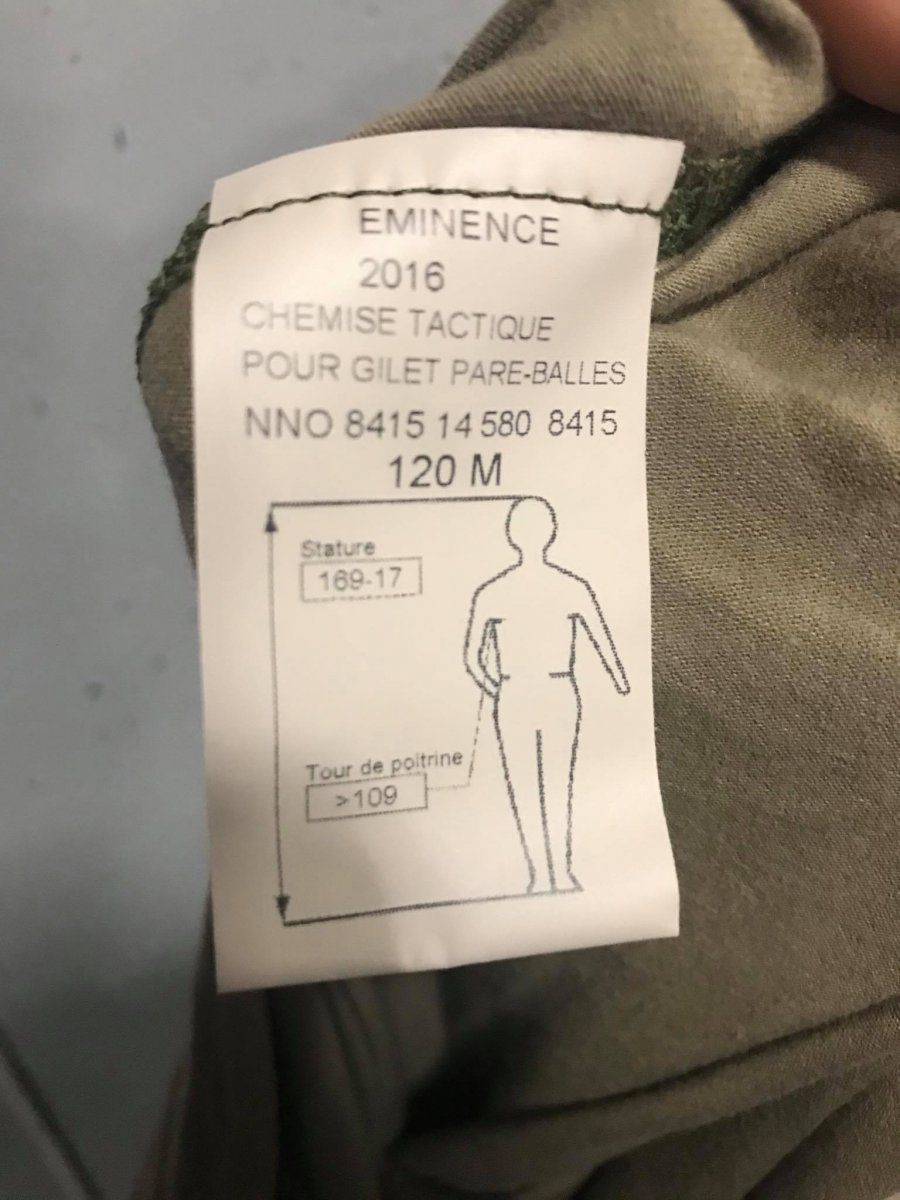 EMINENCE
2016
CHEMISE TACTIQUE
POUR GILET PARE-BALLES
NNO 8415 14 580 8415
120 M
Stature
169-17
Tour de poitrine
>109